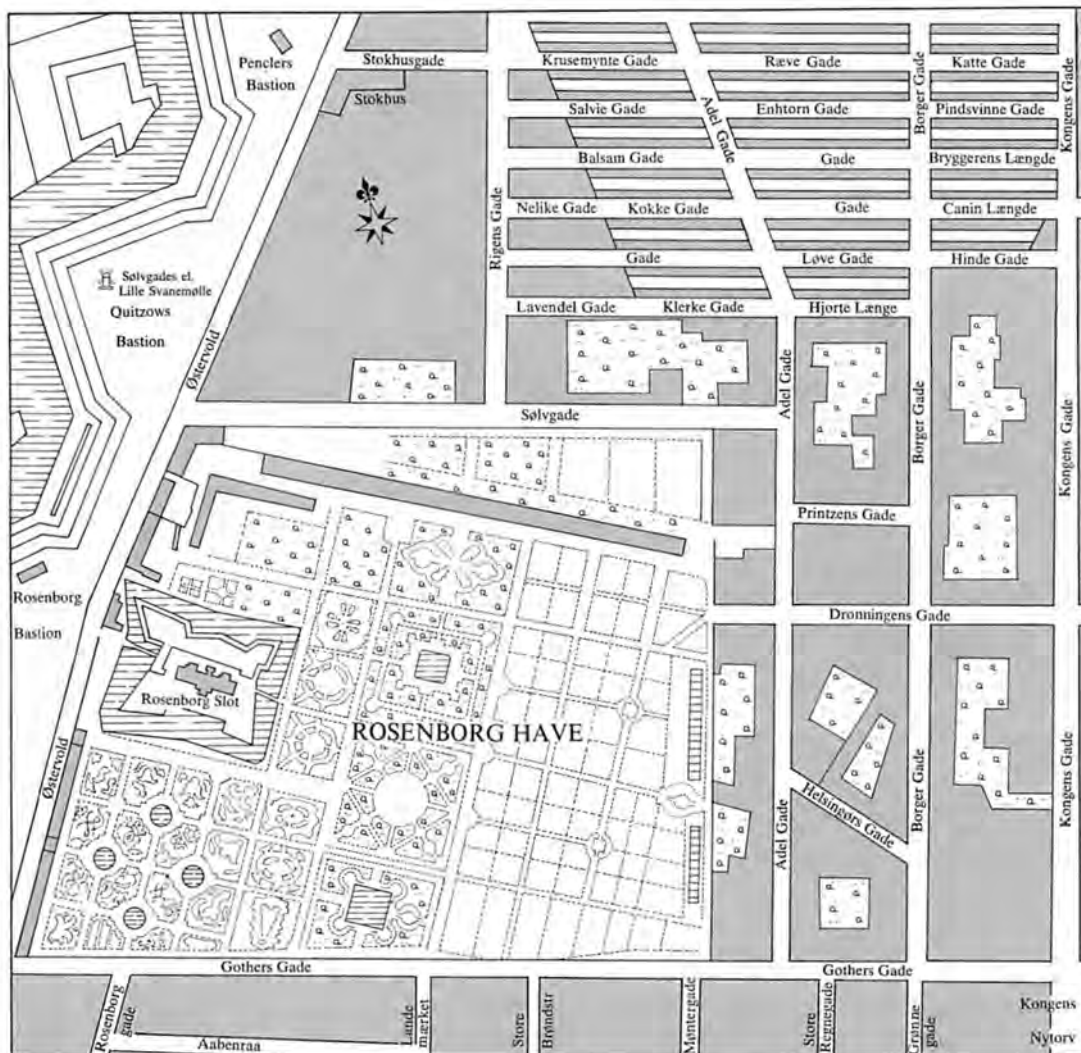 Penclers
Bastion
Stokhusgade
Stokhus
Krusemynte Gade
Ræve Gade
Katte Gade
Salvie Gade
Enhtorn Gade
Pindsvinne Gade
Balsam Gade
Gade
Bryggerens Længde
Nelike Gade
Kokke Gade
Gade
Canin Længde
Gade
Løve Gade
Hinde Gade
Lavendel Gade
Klerke Gade
Hjorte Længe
Adel Gade
Borger Gade
Kongens Gade
Rigens Gade
Sølvgades el.
Lille Svanemølle
Quitzows
Bastion
Østervold
Sølvgade
Adel Gade
Borger Gade
Kongens Gade
Printzens Gade
Rosenborg
Bastion
Dronningens Gade
Rosenborg Slot
ROSENBORG HAVE
Østervold
Helsingørs Gade
Adel Gade
Borger Gade
Kongens Gade
Gothers Gade
Gothers Gade
Rosenborg
gade
Aabenraa
Lande
mærket
Store
Brøndstr
Møntergade
Store
Regnegade
Grønne
gade
Kongens
Nytorv